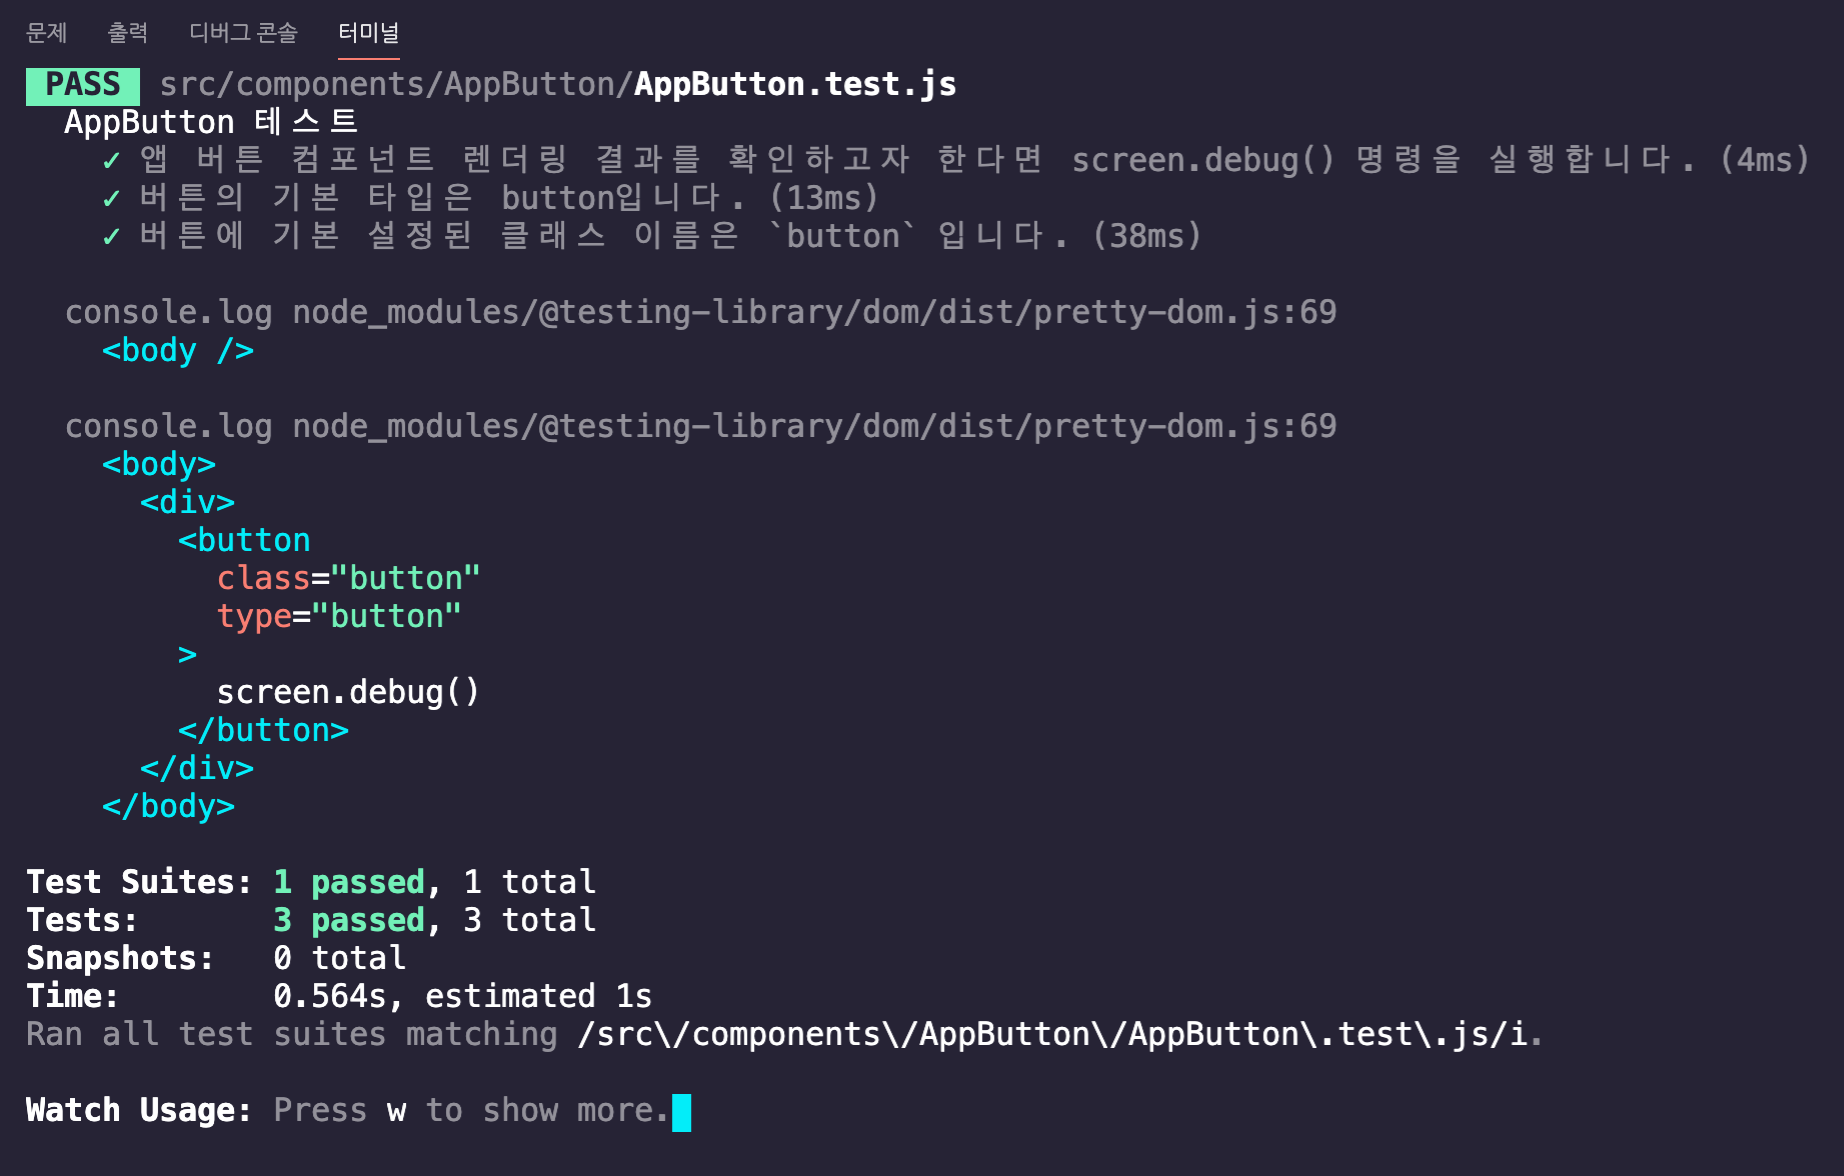 문제 출력 디버그 콘솔 터미널
PASS src/components/AppButton/AppButton.test.js
AppButton 테스트
✓ 앱 버튼 컴포넌트 렌더링 결과를 확인하고자 한다면 screen.debug() 명령을 실행합니다. (4ms)
✓ 버튼의 기본 타입은 button입니다. (13ms)
✓ 버튼에 기본 설정된 클래스 이름은 `button` 입니다. (38ms)
console.log node_modules/@testing-library/dom/dist/pretty-dom.js:69
<body />
console.log node_modules/@testing-library/dom/dist/pretty-dom.js:69
<body>
<div>
<button
class="button"
type="button"
>
screen.debug()
</button>
</div>
</body>
Test Suites: 1 passed, 1 total
Tests: 3 passed, 3 total
Snapshots: 0 total
Time: 0.564s, estimated 1s
Ran all test suites matching /src\/components\/AppButton\/AppButton\.test\.js/i.
Watch Usage: Press w to show more.